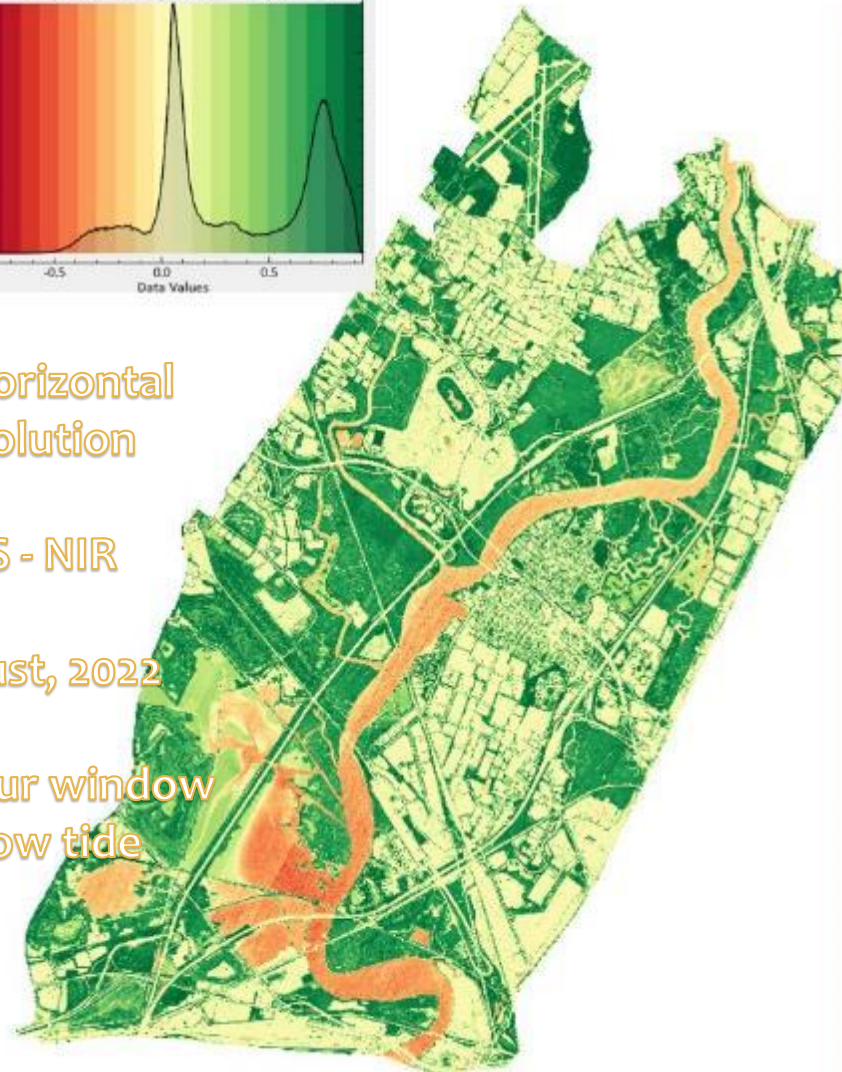 -0.5 0.0 0.5
Data Values
orizontal
olution
S - NIR
ust, 2022
ur window
ow tide